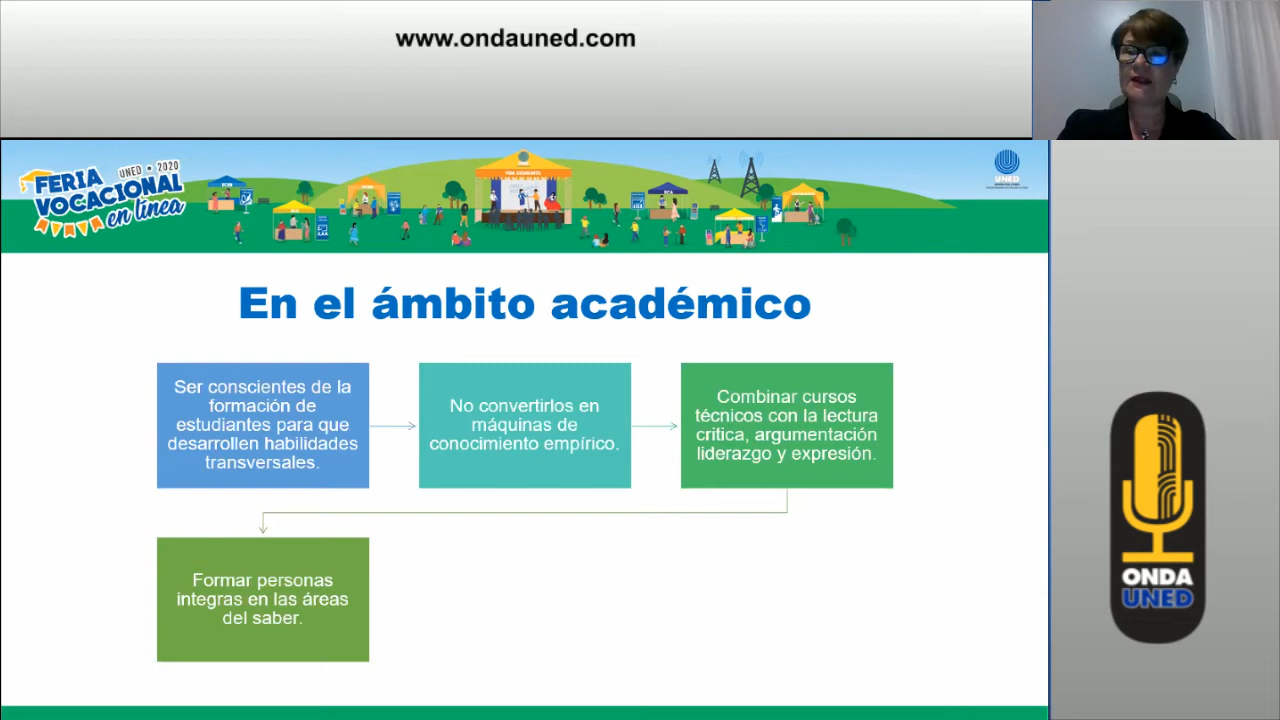 www.ondauned.com
FERIA
UNED • 2020
VOCACIONAL
en línea
UNED
En el ámbito académico
Ser conscientes de la
formación de
estudiantes para que
desarrollen habilidades
transversales.
No convertirlos en
máquinas de
conocimiento empírico.
Combinar cursos
técnicos con la lectura
critica, argumentación
liderazgo y expresión.
Formar personas
integras en las áreas
del saber.
ONDA
UNED